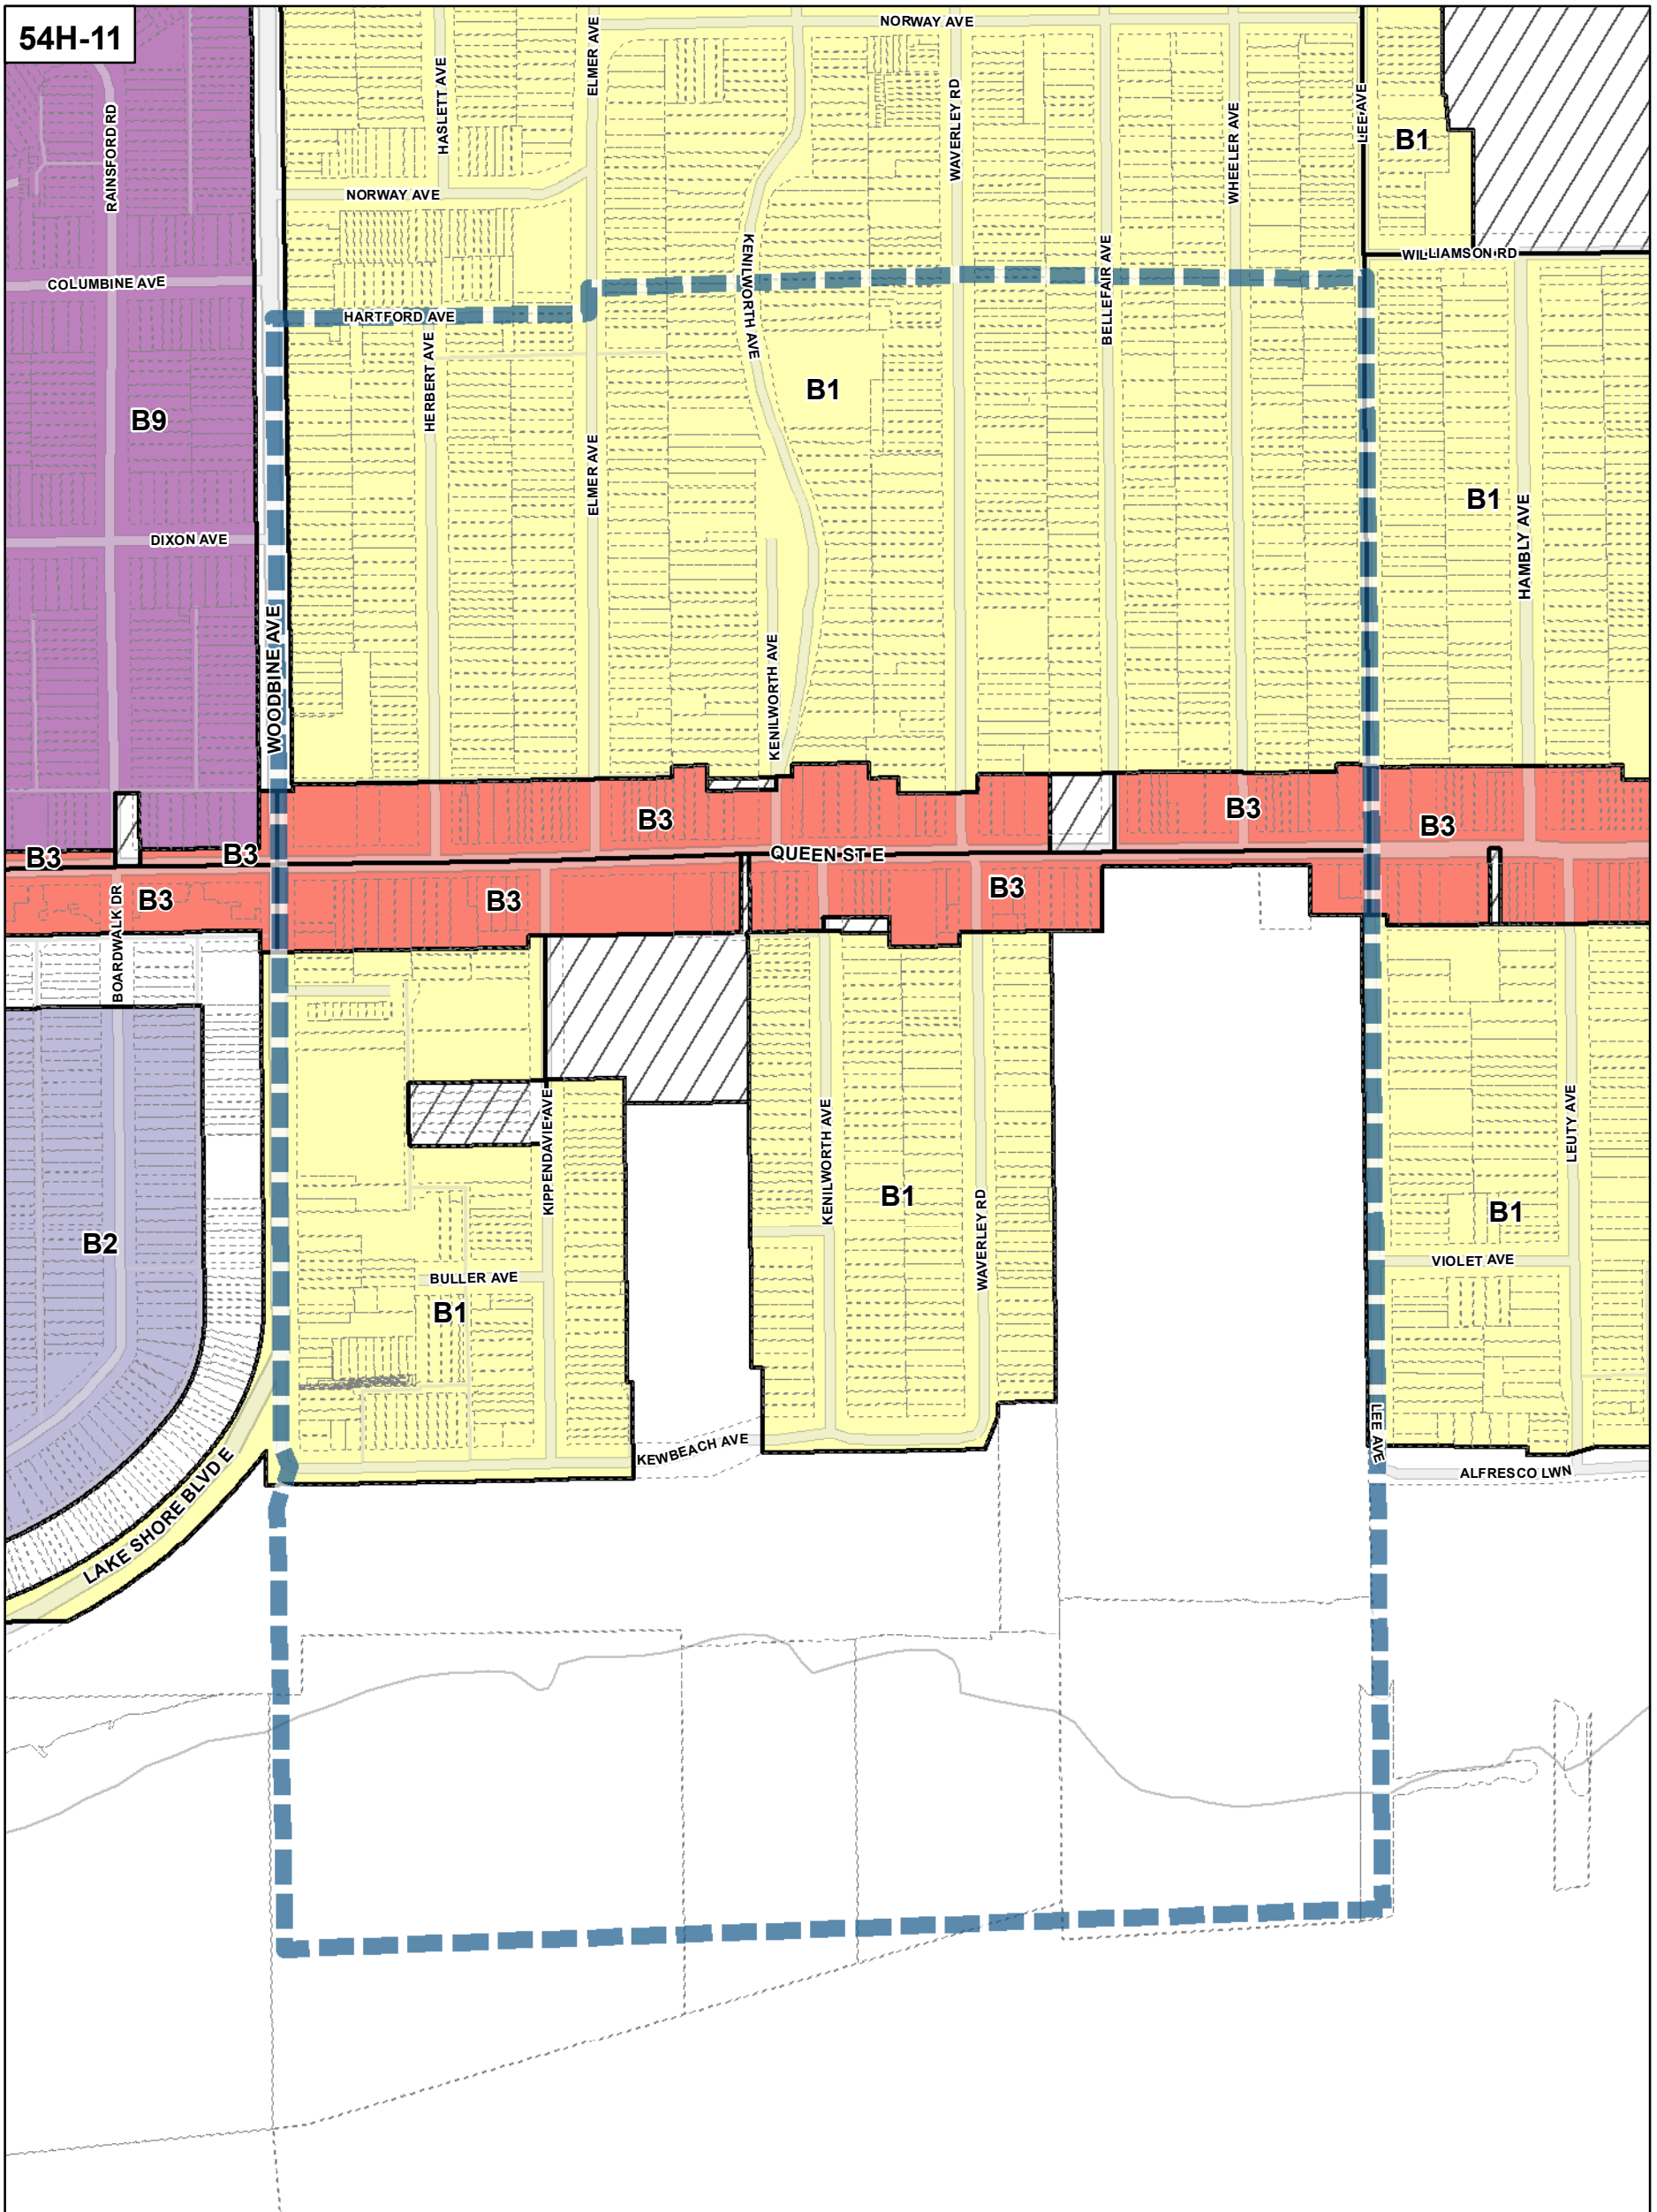 54H-11
NORWAY AVE
ELMER AVE
HASLETT AVE
RAINSFORD RD
WAVERLEY RD
WHEELER AVE
LEE AVE
B1
NORWAY AVE
WILLIAMSON RD
COLUMBINE AVE
KENILWORTH AVE
BELLEFAIR AVE
HARTFORD AVE
HERBERT AVE
B1
B9
ELMER AVE
B1
HAMBLY AVE
DIXON AVE
WOODBINE AVE
KENILWORTH AVE
B3
B3
B3
B3
B3
QUEEN ST E
B3
B3
B3
BOARDWALK DR
KIPPENDAVIE AVE
KENILWORTH AVE
LEUTY AVE
B1
WAVERLEY RD
B1
B2
VIOLET AVE
BULLER AVE
B1
LEE AVE
KEWBEACH AVE
ALFRESCO LWN
LAKE SHORE BLVD E